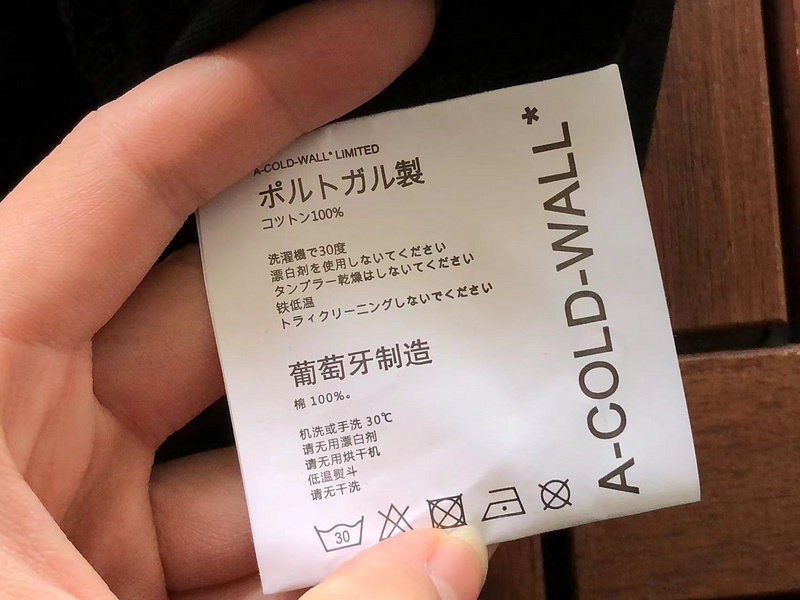 A-COLD-WALL* LIMITED
ポルトガル製
コツトン100%
洗濯機で30度
漂白剤を使用しないてください
タンブラー乾燥はしないてください
铁低温
トライクリーニングしないでください
葡萄牙制造
棉 100%。
机洗或手洗 30℃
请无用漂白剂
请无用烘干机
低温熨斗
请无干洗
30
A-COLD-WALL*